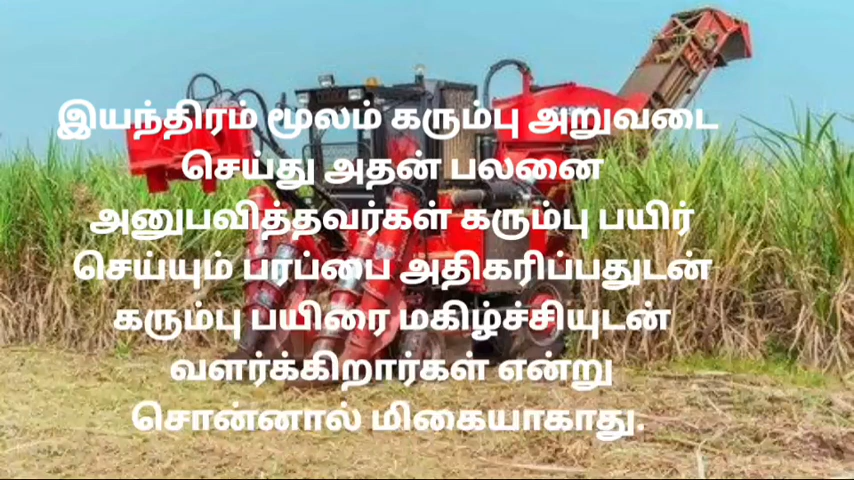 இயந்திரம் மூலம் கரும்பு அறுவடை
செய்து அதன் பலனை
அனுபவித்தவர்கள் கரும்பு பயிர்
செய்யும் பரப்பை அதிகரிப்பதுடன்
கரும்பு பயிரை மகிழ்ச்சியுடன்
வளர்க்கிறார்கள் என்று
சொன்னால் மிகையாகாது.